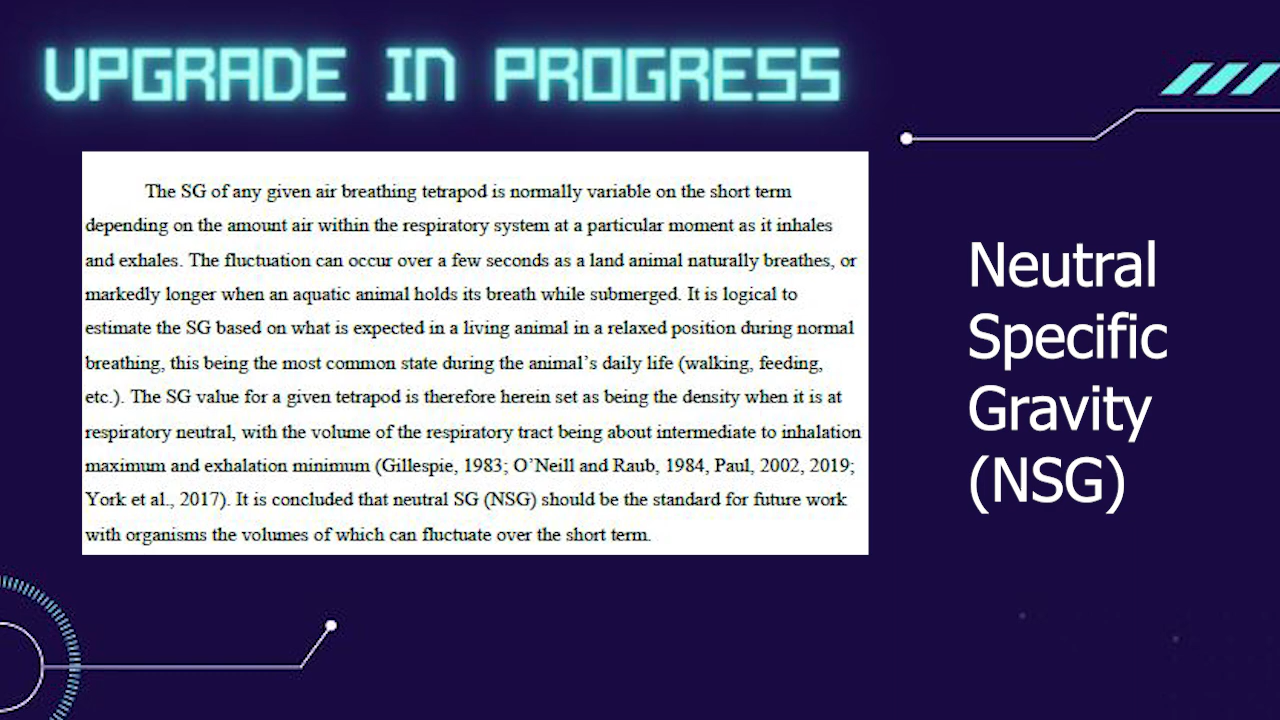 UPGRADE IN PROGRESS
The SG of any given air breathing tetrapod is normally variable on the short term
depending on the amount air within the respiratory system at a particular moment as it inhales
and exhales. The fluctuation can occur over a few seconds as a land animal naturally breathes, or
markedly longer when an aquatic animal holds its breath while submerged. It is logical to
estimate the SG based on what is expected in a living animal in a relaxed position during normal
breathing, this being the most common state during the animal’s daily life (walking, feeding,
etc.). The SG value for a given tetrapod is therefore herein set as being the density when it is at
respiratory neutral, with the volume of the respiratory tract being about intermediate to inhalation
maximum and exhalation minimum (Gillespie, 1983; O’Neill and Raub, 1984, Paul, 2002, 2019;
York et al., 2017). It is concluded that neutral SG (NSG) should be the standard for future work
with organisms the volumes of which can fluctuate over the short term.
Neutral
Specific
Gravity
(NSG)